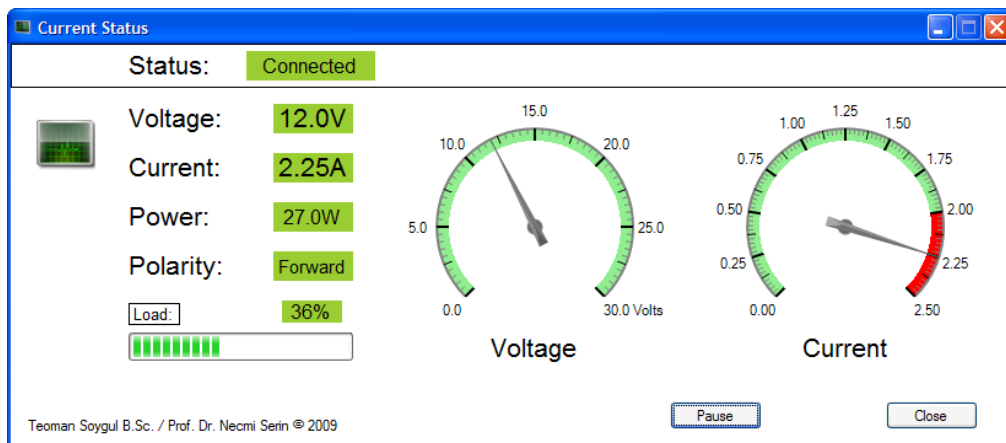 Current Status
Status: Connected
Voltage: 12.0V
Current: 2.25A
Power: 27.0W
Polarity: Forward
Load: 36%
0.0
5.0
10.0
15.0
20.0
25.0
30.0 Volts
Voltage
0.00
0.25
0.50
0.75
1.00
1.25
1.50
1.75
2.00
2.25
2.50
Current
Pause
Close
Teoman Soygul B.Sc. / Prof. Dr. Necmi Serin © 2009